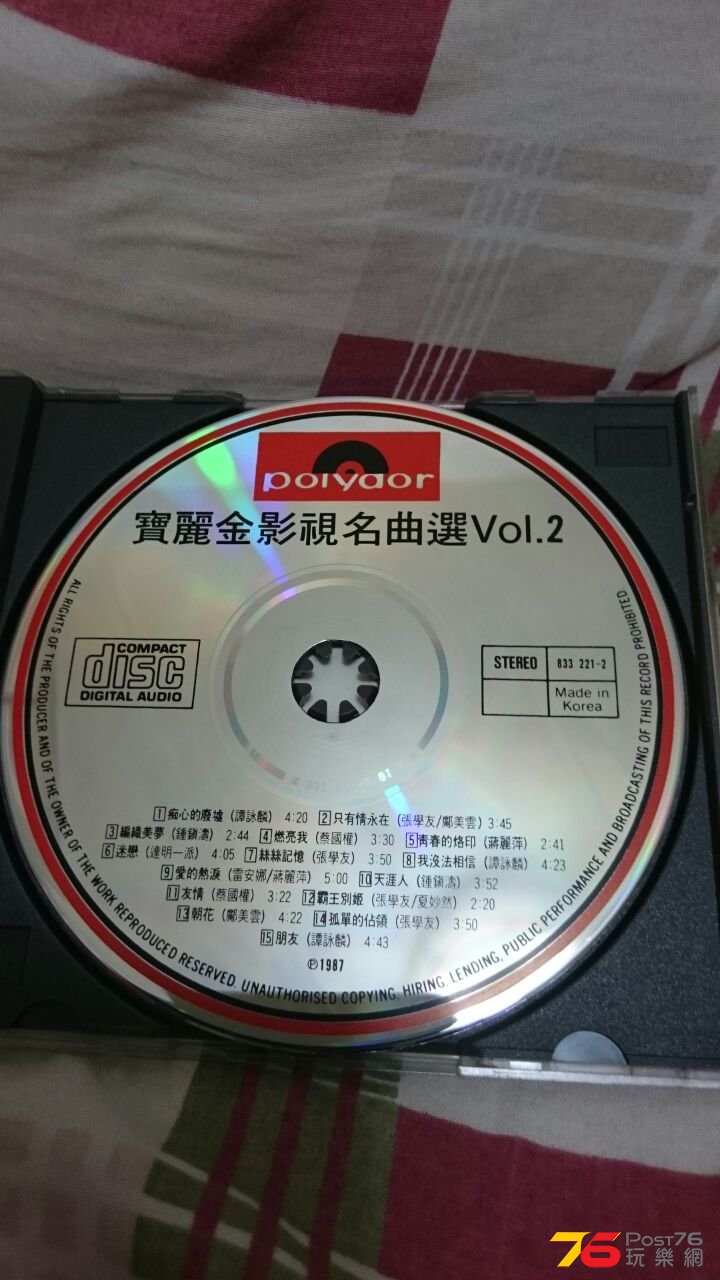 polydor
寶麗金影視名曲選Vol.2
COMPACT
disc
DIGITAL AUDIO
STEREO
833 221-2
Made in
Korea
1 痴心的廢墟 (譚詠麟) 4:20 2 只有情永在 (張學友/鄺美雲) 3:45
3 編織美夢 (鍾鎮濤) 2:44 4 燃亮我 (蔡國權) 3:30 5 靑春的烙印 (蔣麗萍) 2:41
6 迷戀 (達明一派) 4:05 7 絲絲記憶 (張學友) 3:50 8 我沒法相信 (譚詠麟) 4:23
9 愛的熱淚 (雷安娜/蔣麗萍) 5:00 10 天涯人 (鍾鎮濤) 3:52
11 友情 (蔡國權) 3:22 12 霸王別姬 (張學友/夏妙然) 2:20
13 朝花 (鄺美雲) 4:22 14 孤單的佔領 (張學友) 3:50
15 朋友 (譚詠麟) 4:43
℗1987
ALL RIGHTS OF THE PRODUCER AND OF THE OWNER OF THE WORK REPRODUCED RESERVED. UNAUTHORISED COPYING, HIRING, LENDING, PUBLIC PERFORMANCE AND BROADCASTING OF THIS RECORD PROHIBITED
76 Post76
玩樂網